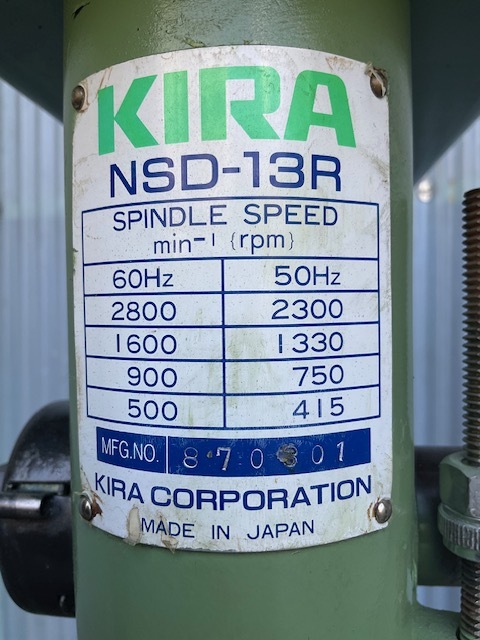 KIRA
NSD-13R
SPINDLE SPEED
min-1 {rpm}
60Hz 50Hz
2800 2300
1600 1330
900 750
500 415
MFG.NO.
KIRA CORPORATION
MADE IN JAPAN